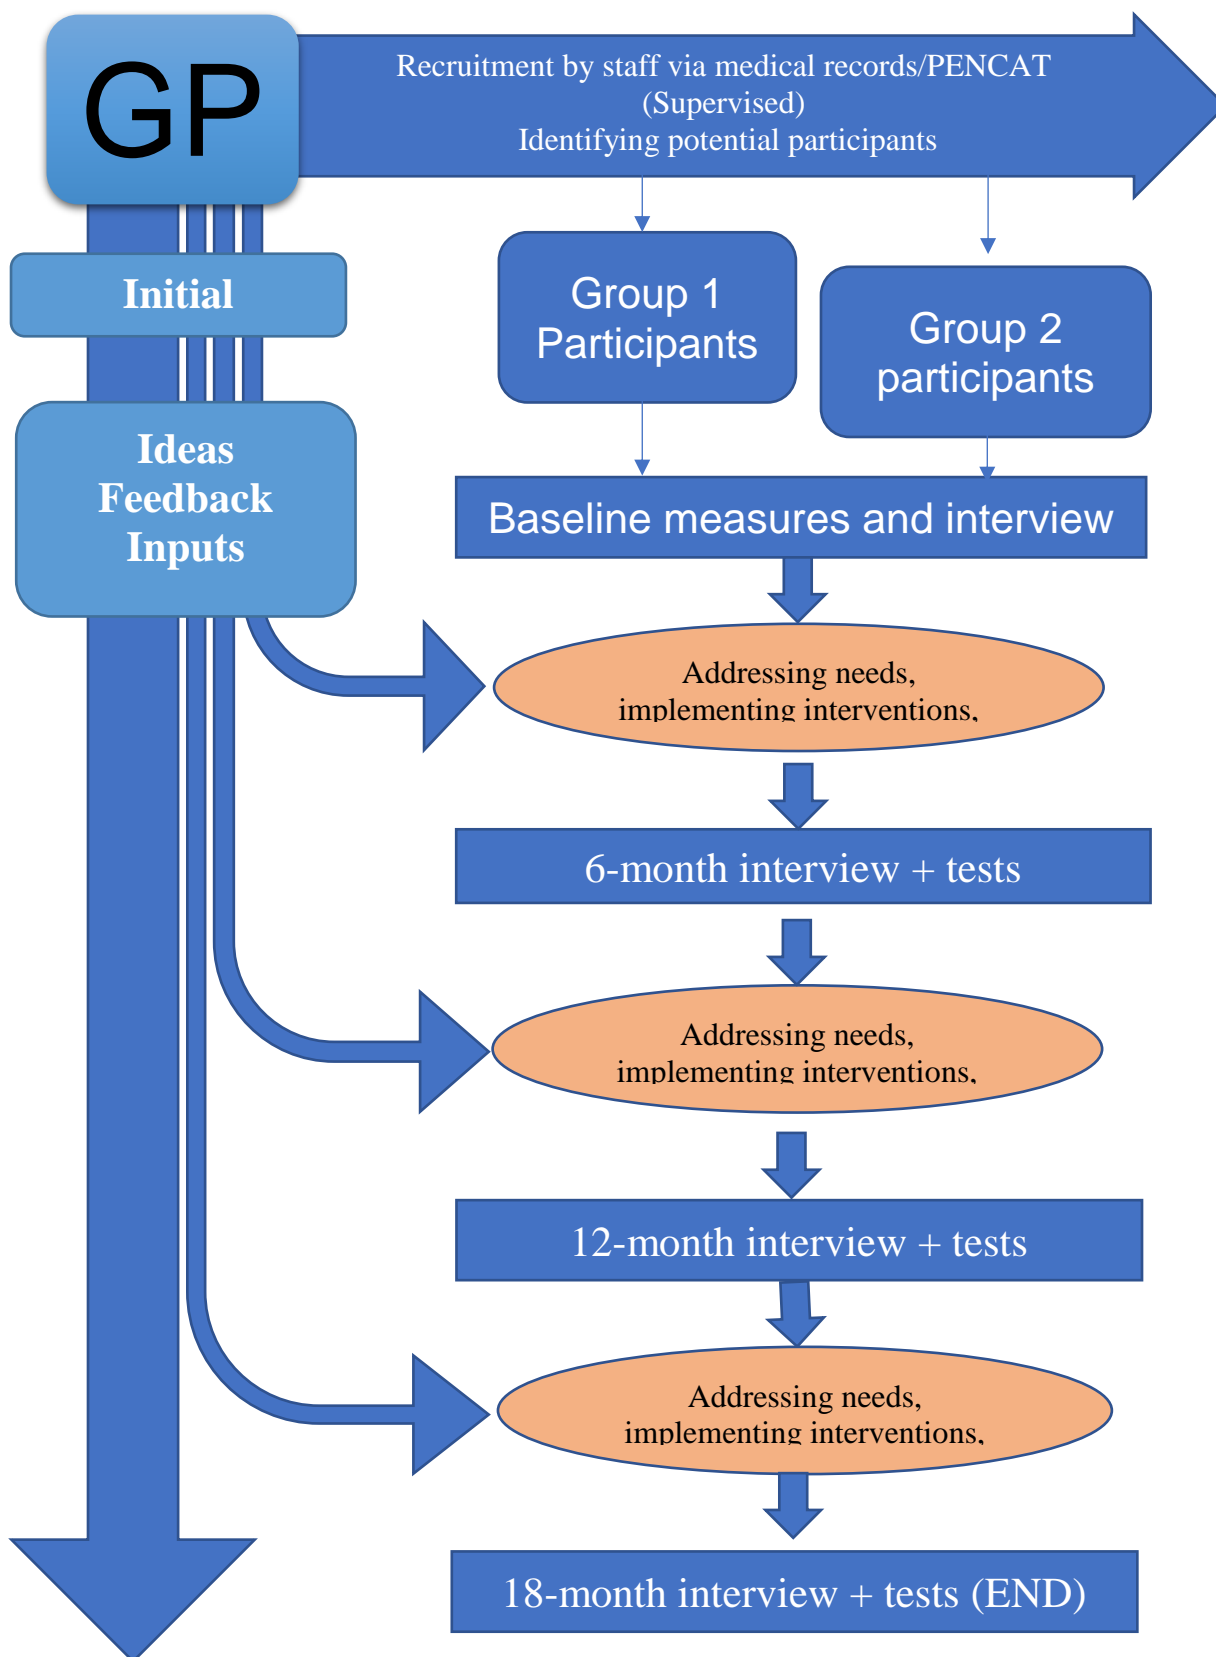 GP
Recruitment by staff via medical records/PENCAT
(Supervised)
Identifying potential participants
Initial
Group 1
Participants
Group 2
participants
Ideas
Feedback
Inputs
Baseline measures and interview
Addressing needs,
implementing interventions,
6-month interview + tests
Addressing needs,
implementing interventions,
12-month interview + tests
Addressing needs,
implementing interventions,
18-month interview + tests (END)